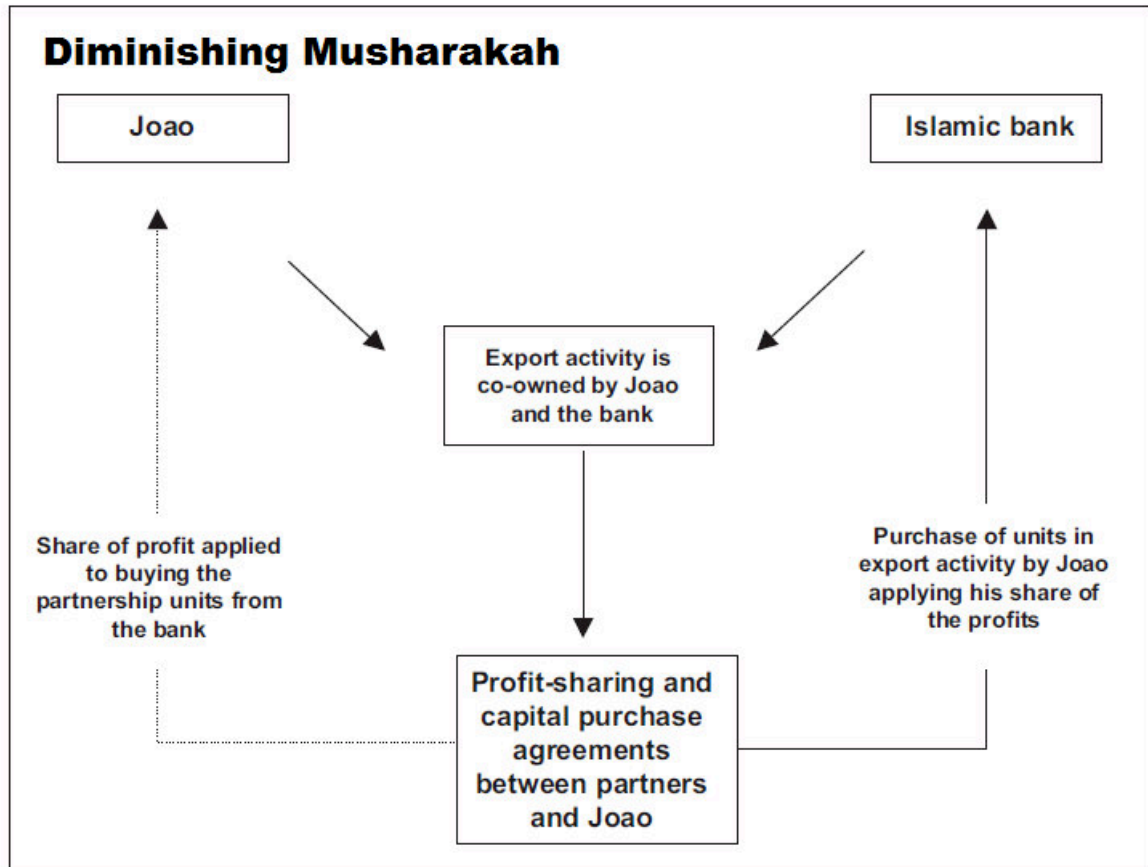 Diminishing Musharakah
Joao
Islamic bank
Export activity is
co-owned by Joao
and the bank
Share of profit applied
to buying the
partnership units from
the bank
Purchase of units in
export activity by Joao
applying his share of
the profits
Profit-sharing and
capital purchase
agreements
between partners
and Joao